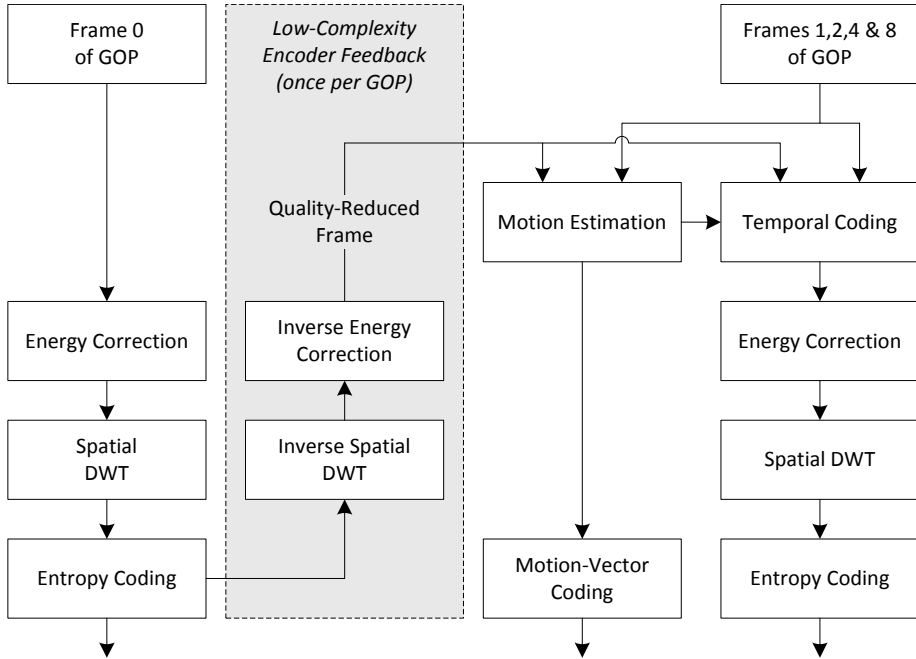 Frame 0
of GOP
Low-Complexity
Encoder Feedback
(once per GOP)
Frames 1,2,4 & 8
of GOP
Quality-Reduced
Frame
Motion Estimation
Temporal Coding
Energy Correction
Inverse Energy
Correction
Energy Correction
Spatial
DWT
Inverse Spatial
DWT
Spatial DWT
Entropy Coding
Motion-Vector
Coding
Entropy Coding